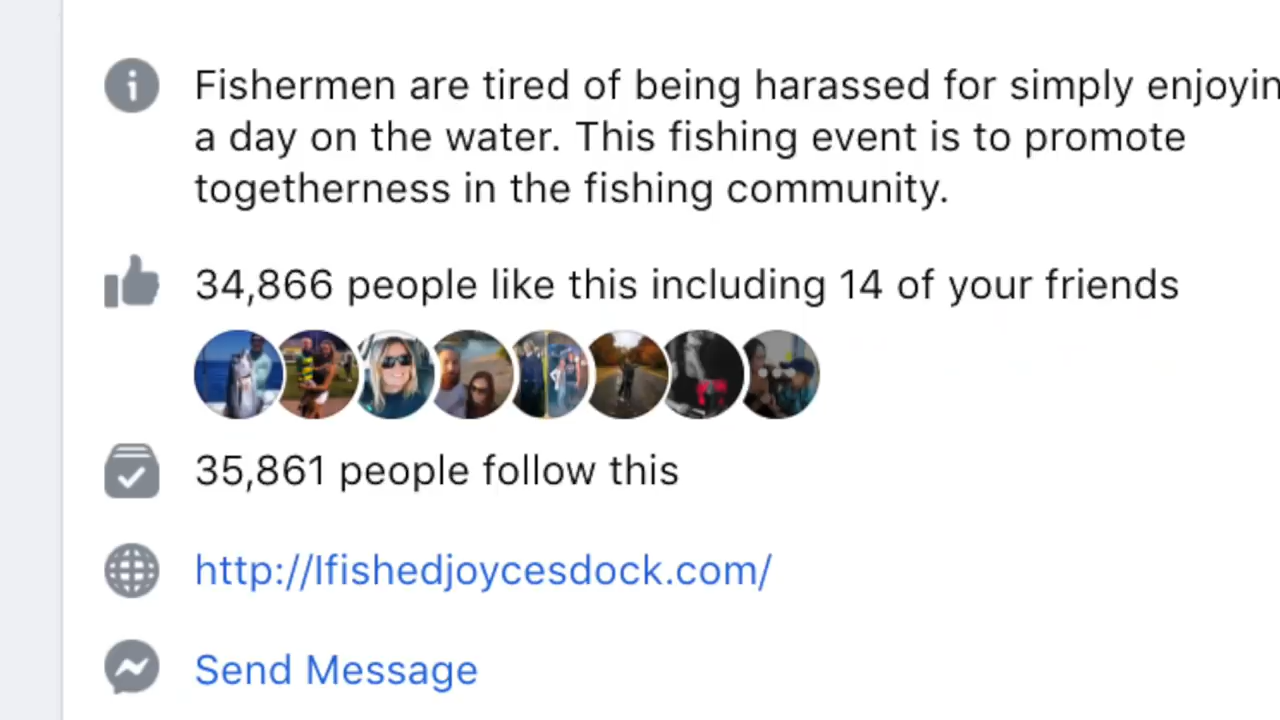 Fishermen are tired of being harassed for simply enjoyin
a day on the water. This fishing event is to promote
togetherness in the fishing community.
34,866 people like this including 14 of your friends
35,861 people follow this
http://Ifishedjoycesdock.com/
Send Message